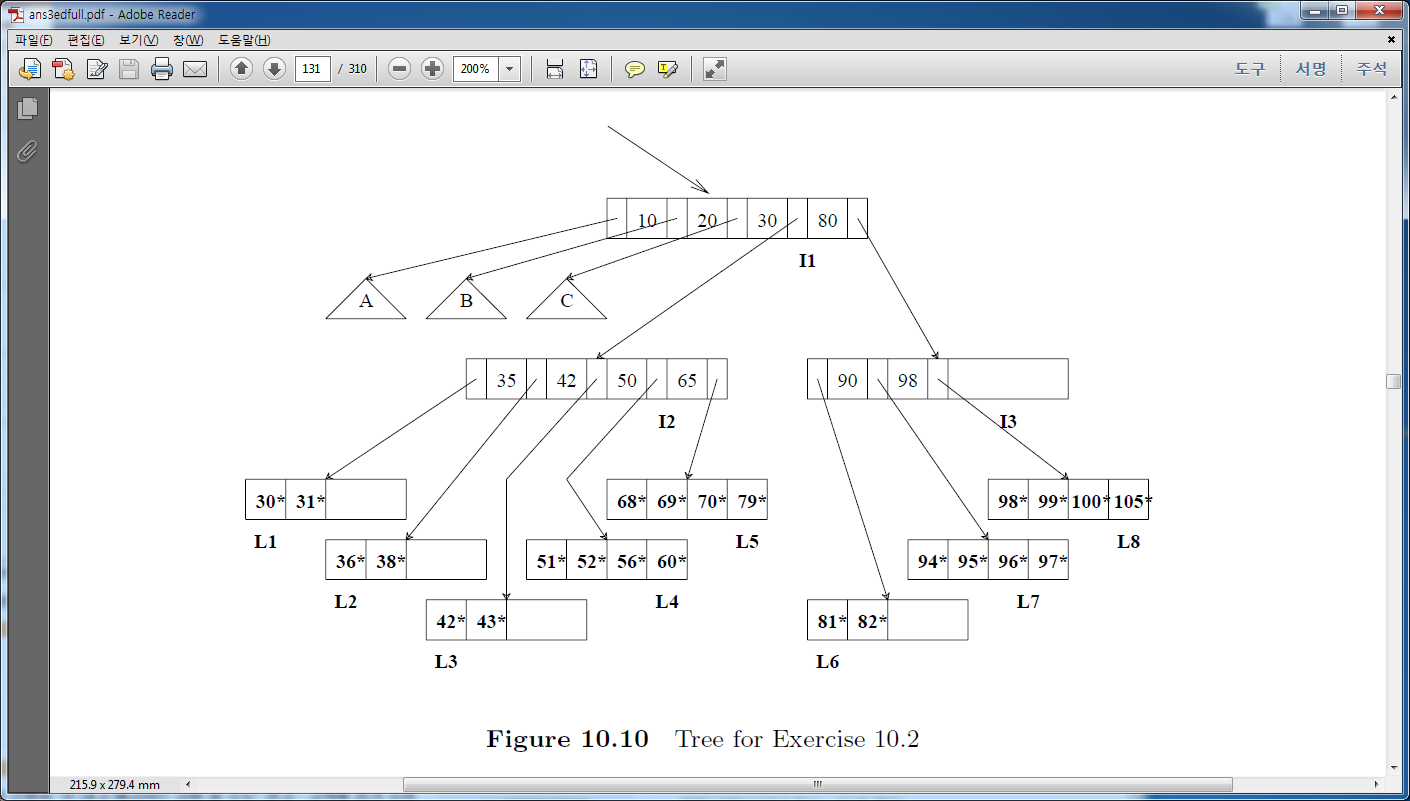 ans3edfull.pdf - Adobe Reader
파일(F) 편집(E) 보기(V) 창(W) 도움말(H)
131 / 310 200% 도구 서명 주석
10 20 30 80
I1
A B C
35 42 50 65
90 98
I2
I3
30* 31*
68* 69* 70* 79*
98* 99* 100* 105*
L1
L5
L8
36* 38*
51* 52* 56* 60*
94* 95* 96* 97*
L2
L4
L7
42* 43*
81* 82*
L3
L6
Figure 10.10 Tree for Exercise 10.2
215.9 x 279.4 mm